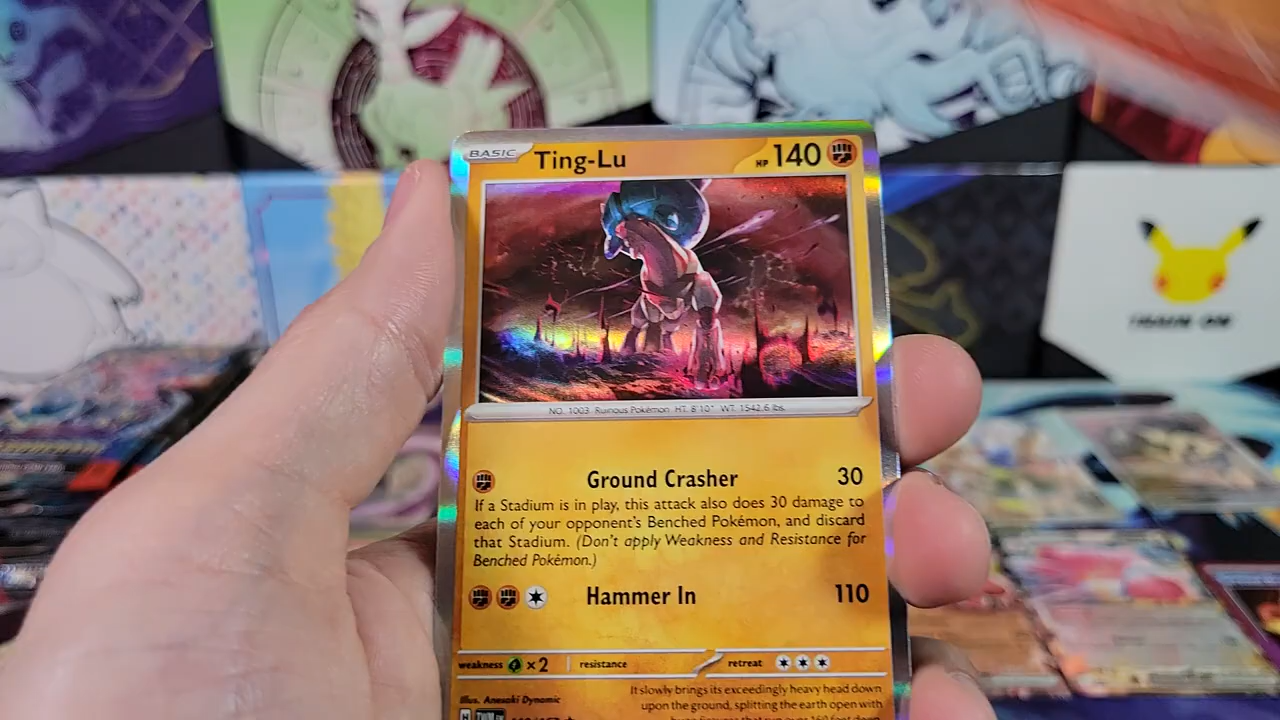 BASIC Ting-Lu HP 140
NO. 1003 Ruinous Pokémon HT. 8'10" WT. 1542.6 lbs.
Ground Crasher 30
If a Stadium is in play, this attack also does 30 damage to
each of your opponent's Benched Pokémon, and discard
that Stadium. (Don't apply Weakness and Resistance for
Benched Pokémon.)
Hammer In 110
weakness ×2 resistance retreat
Illus. Anesaki Dynamic
It slowly brings its exceedingly heavy head down
upon the ground, splitting the earth open with
H